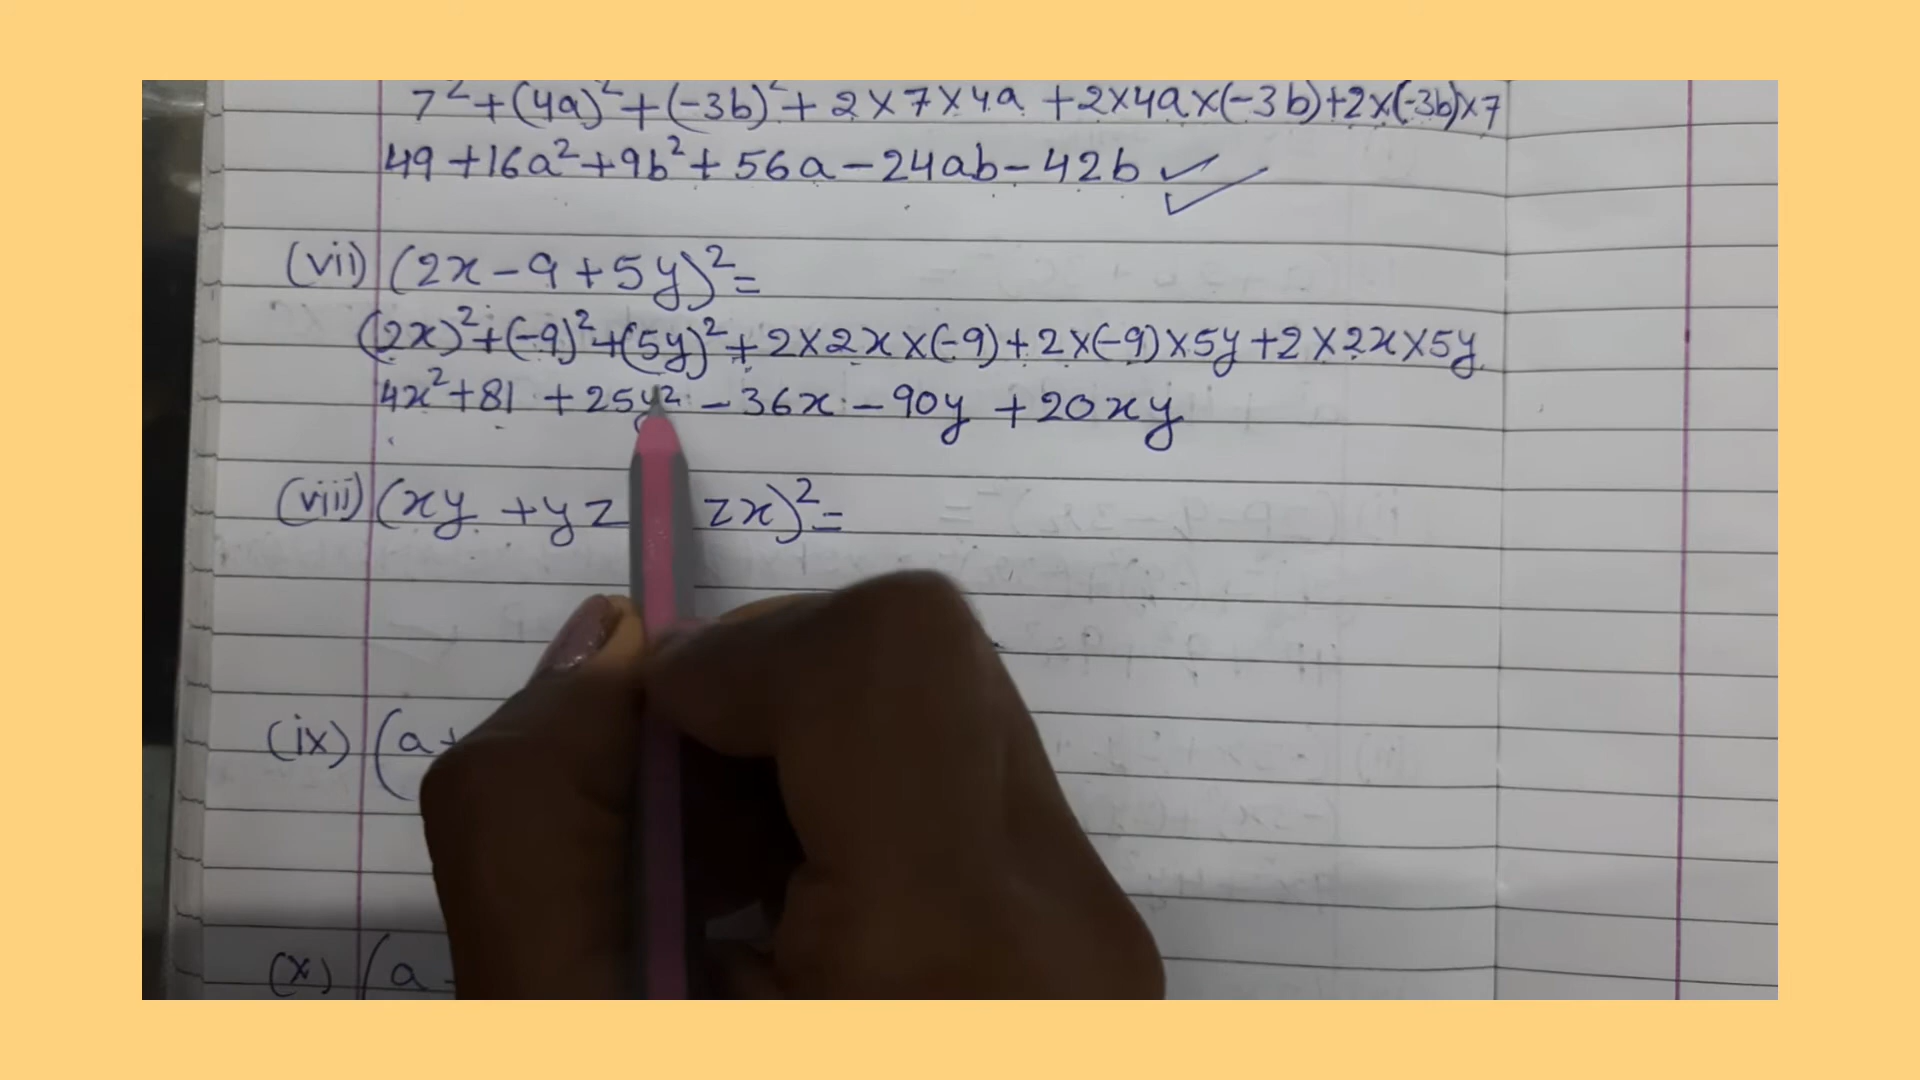 7²+(4a)²+(-3b)²+2×7×4a+2×4a×(-3b)+2×(-3b)×7
49+16a²+9b²+56a-24ab-42b
(vii) (2x-9+5y)²=
(2x)²+(-9)²+(5y)²+2×2x×(-9)+2×(-9)×5y+2×2x×5y
4x²+81+25y²-36x-90y+20xy
(viii) (xy+yz zx)²=
(ix) (a+
(x) (a